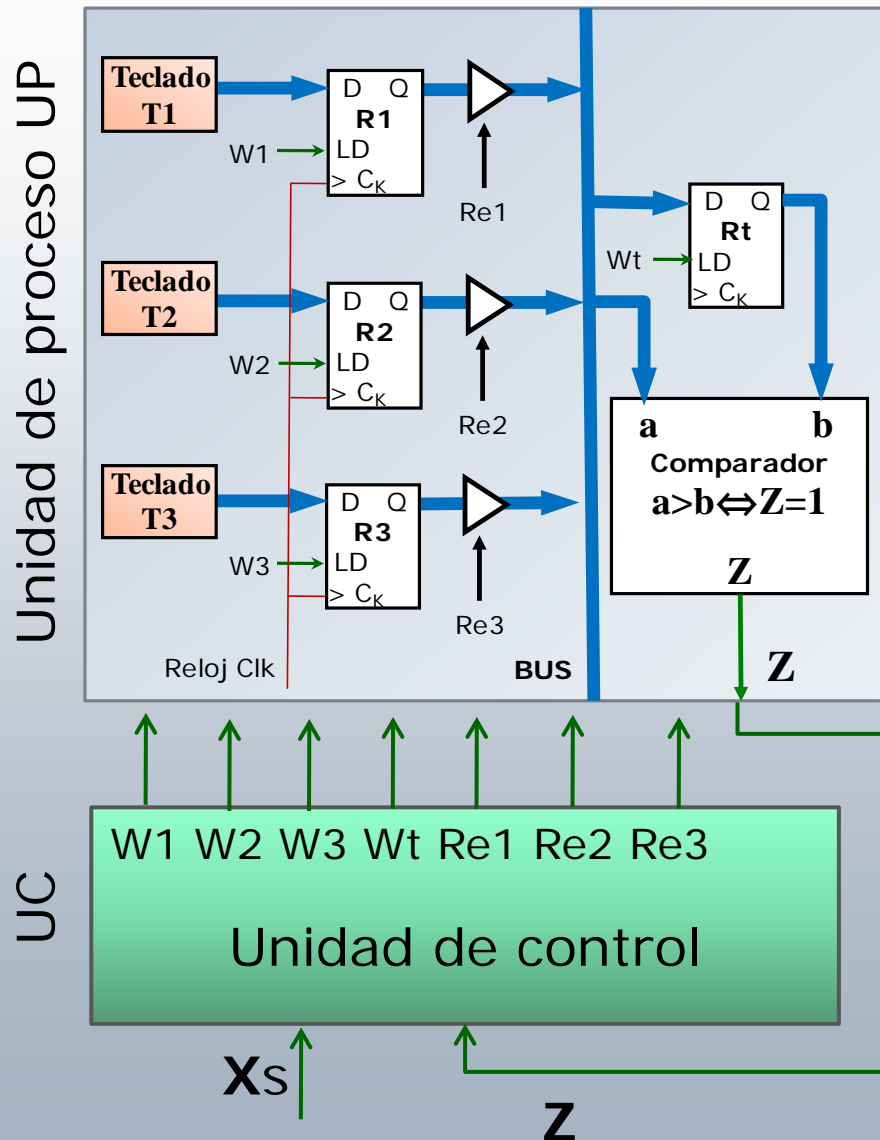 Unidad de proceso UP
Teclado
T1
D Q
R1
W1
LD
> CK
Re1
Teclado
T2
D Q
R2
W2
LD
> CK
Re2
Teclado
T3
D Q
R3
W3
LD
> CK
Re3
Reloj Clk
BUS
D Q
Rt
Wt
LD
> CK
a b
Comparador
a>b⇔Z=1
Z
Z
UC
W1 W2 W3 Wt Re1 Re2 Re3
Unidad de control
Xs
Z